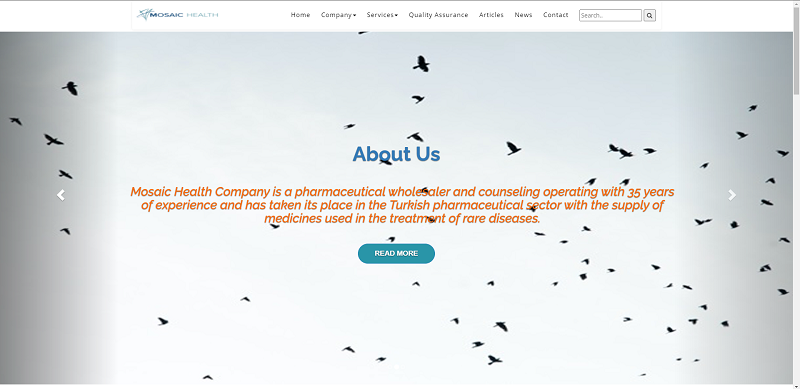 MOSAIC HEALTH
Home Company Services Quality Assurance Articles News Contact Search..
About Us
Mosaic Health Company is a pharmaceutical wholesaler and counseling operating with 35 years
of experience and has taken its place in the Turkish pharmaceutical sector with the supply of
medicines used in the treatment of rare diseases.
READ MORE